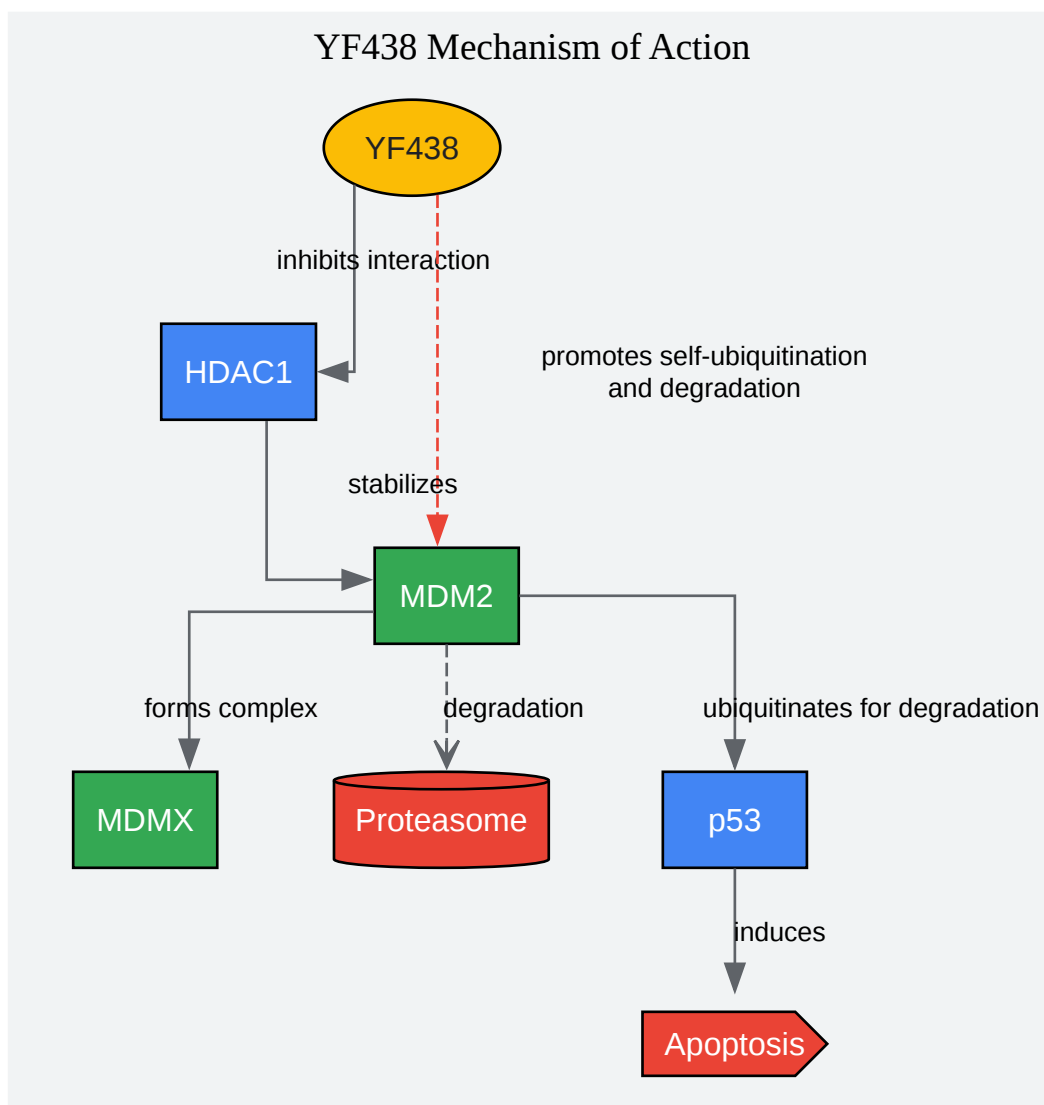 YF438 Mechanism of Action
YF438
inhibits interaction
HDAC1
promotes self-ubiquitination
and degradation
stabilizes
MDM2
forms complex
degradation
ubiquitinates for degradation
MDMX
Proteasome
p53
induces
Apoptosis